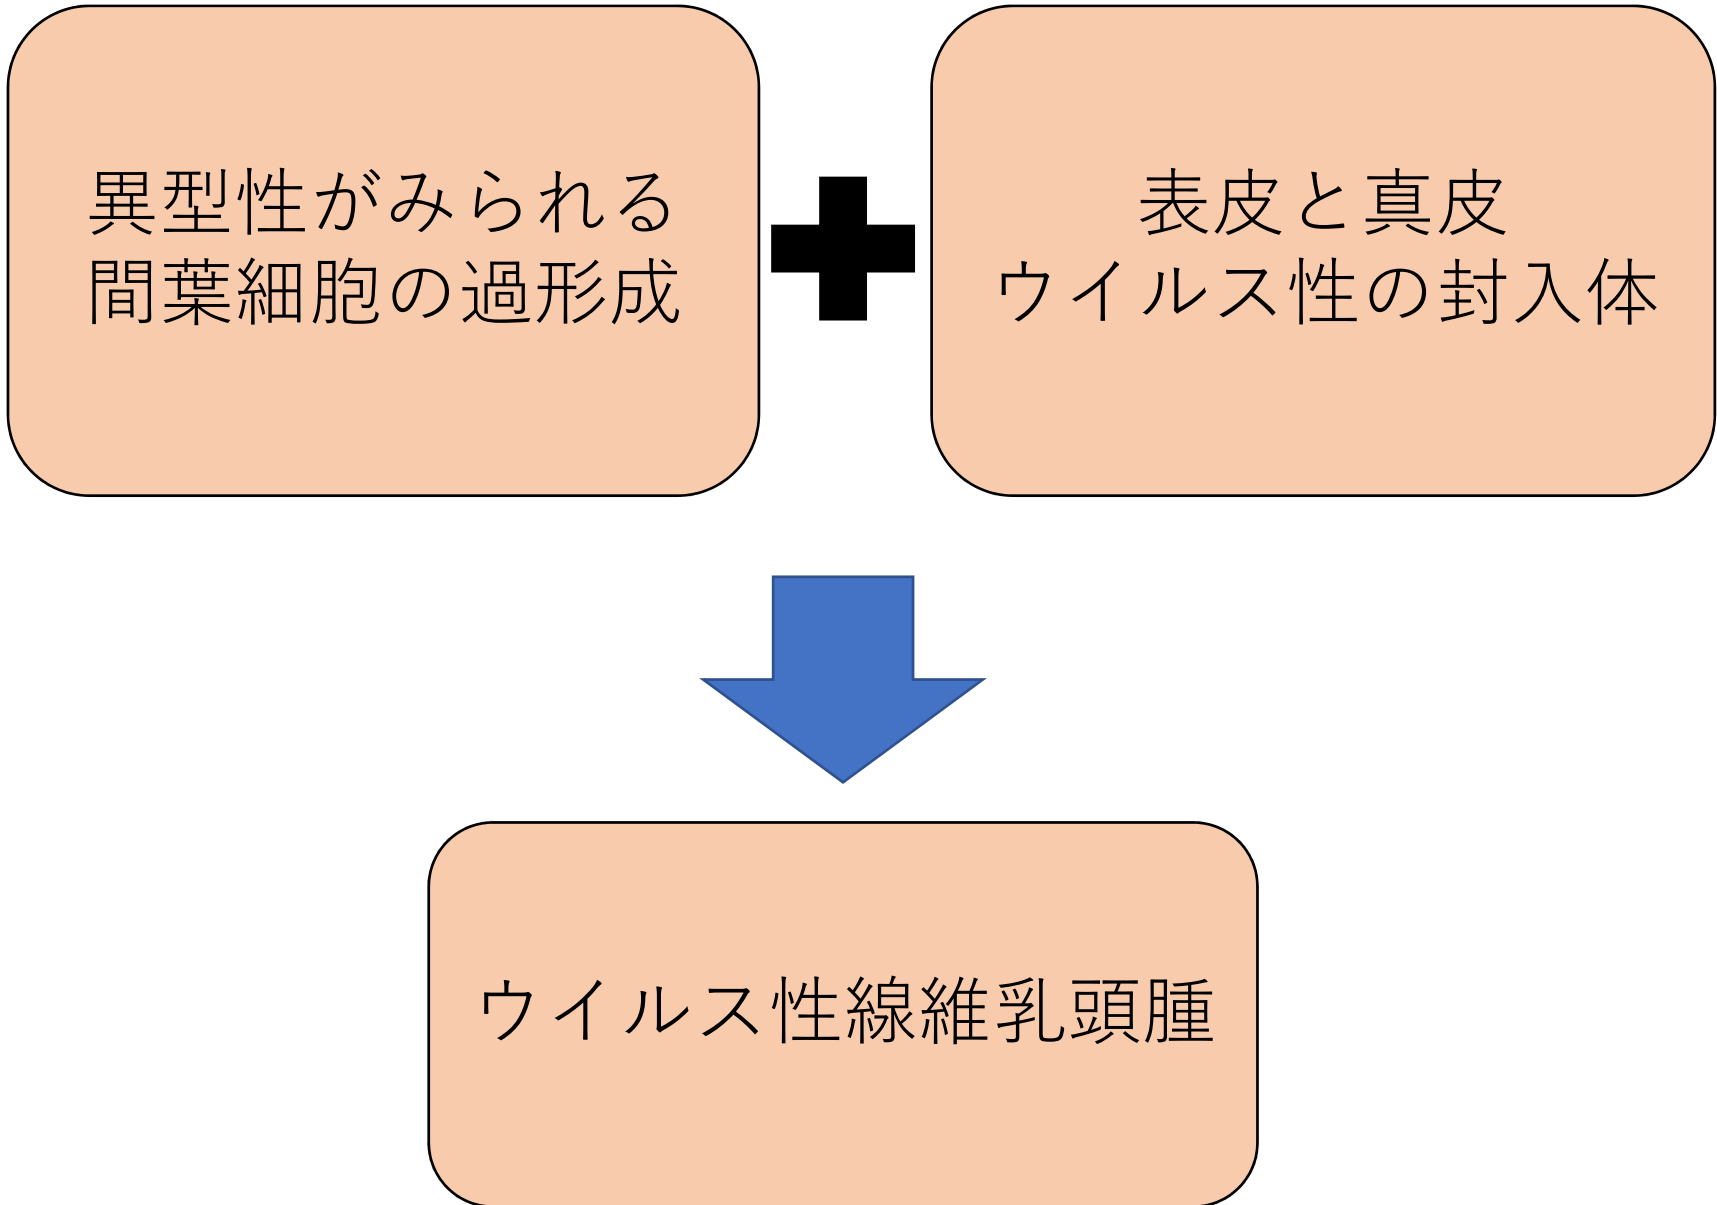 異型性がみられる
間葉細胞の過形成
表皮と真皮
ウイルス性の封入体
ウイルス性線維乳頭腫